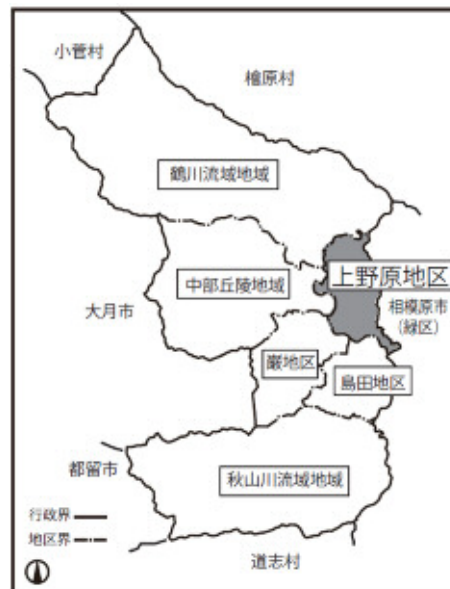 小菅村
檜原村
鶴川流域地域
上野原地区
中部丘陵地域
大月市
相模原市
(緑区)
巌地区
島田地区
都留市
秋山川流域地域
行政界
地区界
道志村